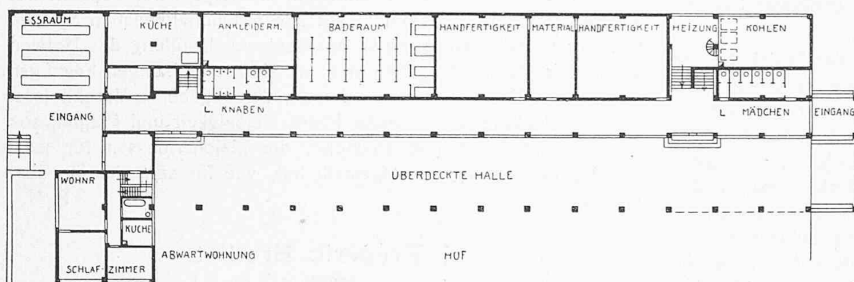 ESSRAUM
KÜCHE
ANKLEIDERM.
BADERAUM
HANDFERTIGKEIT
MATERIAL
HANDFERTIGKEIT
HEIZUNG
KOHLEN
EINGANG
L. KNABEN
L MÄDCHEN
EINGANG
WOHNR
ÜBERDECKTE HALLE
KÜCHE
SCHLAF-ZIMMER
ABWARTWOHNUNG
HOF